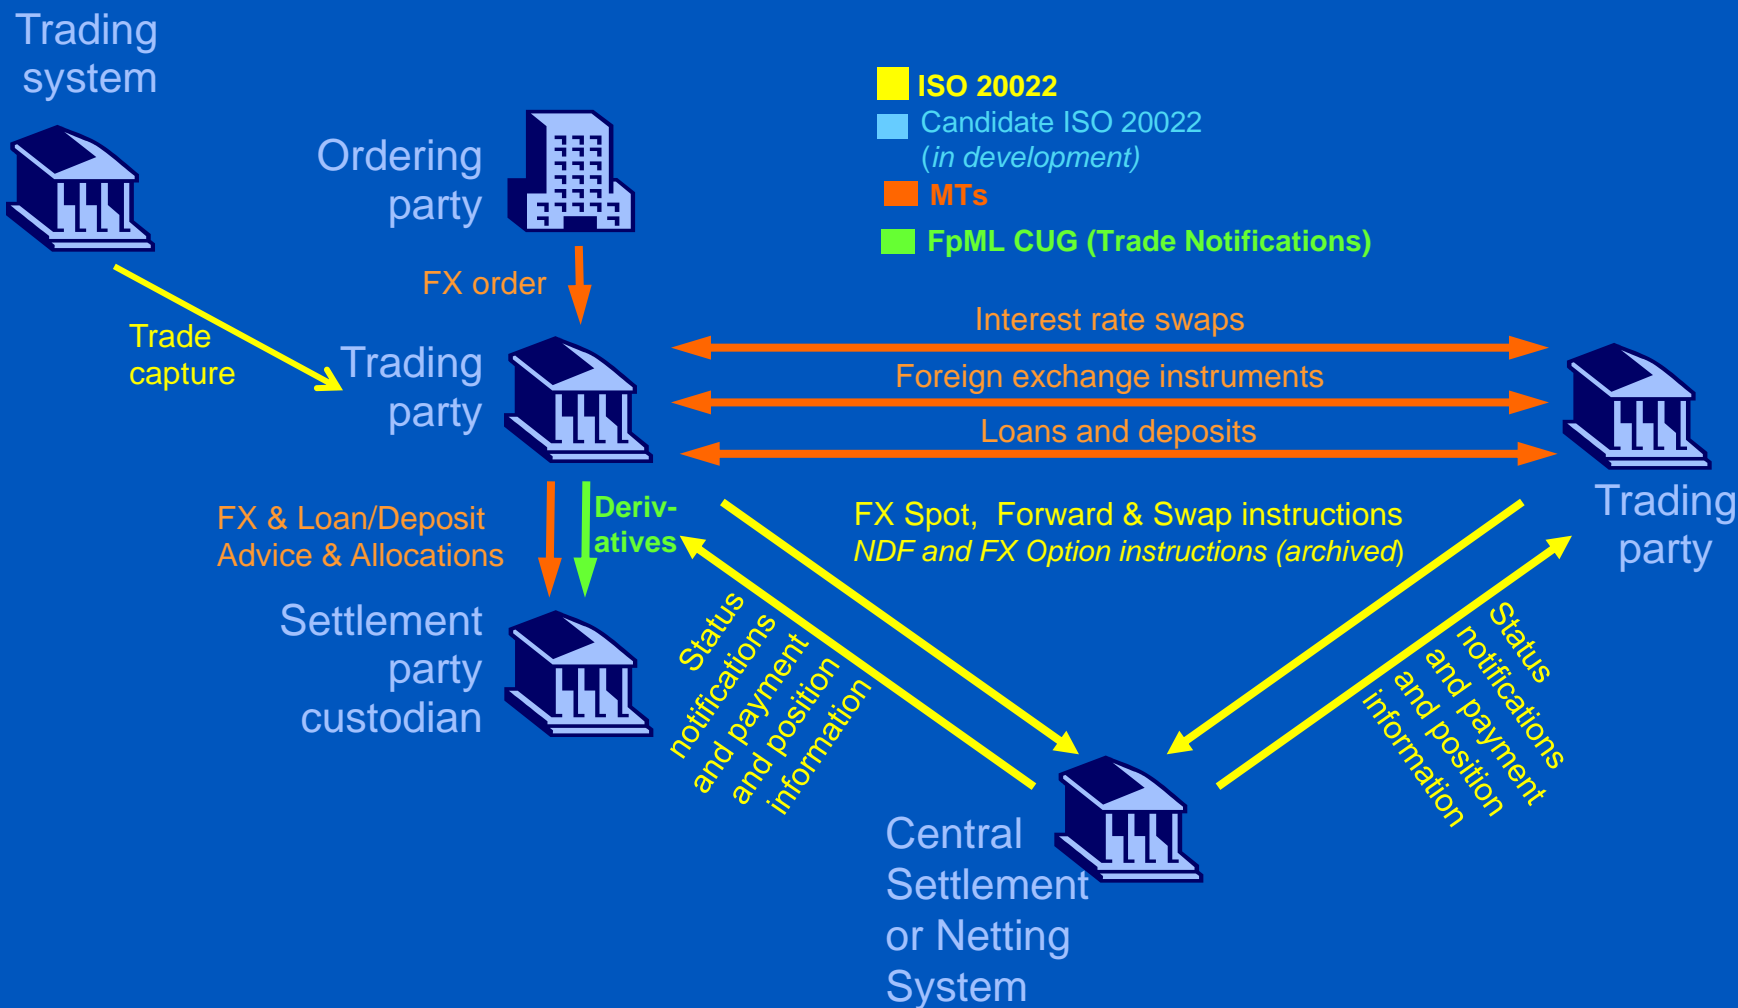 Trading
system
ISO 20022
Candidate ISO 20022
(in development)
MTs
FpML CUG (Trade Notifications)
Ordering
party
FX order
Trade
capture
Trading
party
Interest rate swaps
Foreign exchange instruments
Loans and deposits
Trading
party
FX & Loan/Deposit
Advice & Allocations
Deriv-
atives
FX Spot,  Forward & Swap instructions
NDF and FX Option instructions (archived)
Settlement
party
custodian
Status
notifications
and payment
and position
information
Status
notifications
and payment
and position
information
Central
Settlement
or Netting
System